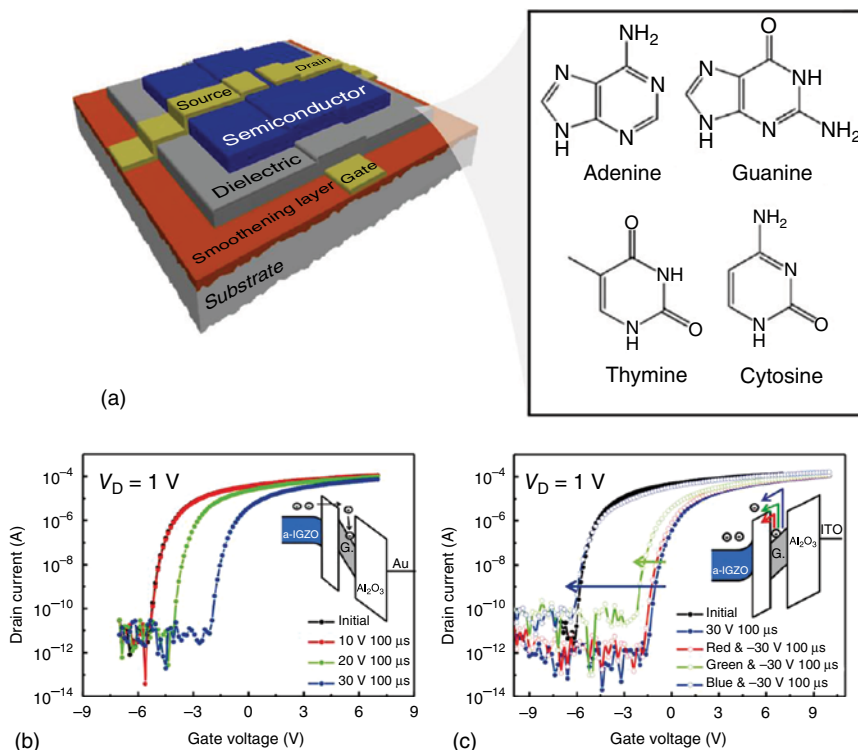 Source
Drain
Semiconductor
Dielectric
Gate
Smoothening layer
Substrate
(a)
NH₂
N
N
N
N
H
Adenine
O
N
NH
N
N
H
NH₂
Guanine
O
NH
N
H
O
Thymine
NH₂
N
N
H
O
Cytosine
V_D = 1 V
10⁻⁴
10⁻⁶
10⁻⁸
10⁻¹⁰
10⁻¹²
10⁻¹⁴
Drain current (A)
a-IGZO
G.
Al₂O₃
Au
Initial
10 V 100 µs
20 V 100 µs
30 V 100 µs
−9 −6 −3 0 3 6 9
Gate voltage (V)
(b)
V_D = 1 V
10⁻⁴
10⁻⁶
10⁻⁸
10⁻¹⁰
10⁻¹²
10⁻¹⁴
Drain current (A)
a-IGZO
G.
Al₂O₃
ITO
Initial
30 V 100 µs
Red & −30 V 100 µs
Green & −30 V 100 µs
Blue & −30 V 100 µs
−9 −6 −3 0 3 6 9
Gate voltage (V)
(c)